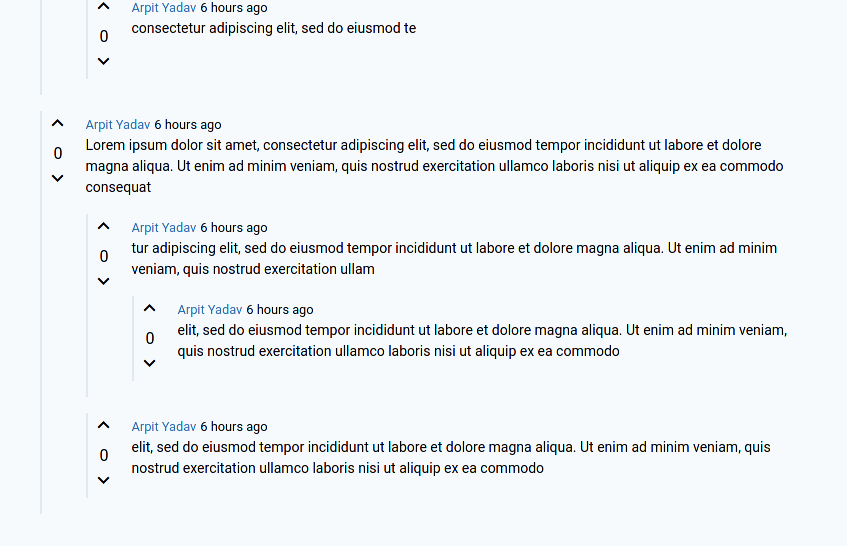 Arpit Yadav 6 hours ago
0
consectetur adipiscing elit, sed do eiusmod te
Arpit Yadav 6 hours ago
0
Lorem ipsum dolor sit amet, consectetur adipiscing elit, sed do eiusmod tempor incididunt ut labore et dolore
magna aliqua. Ut enim ad minim veniam, quis nostrud exercitation ullamco laboris nisi ut aliquip ex ea commodo
consequat
Arpit Yadav 6 hours ago
0
tur adipiscing elit, sed do eiusmod tempor incididunt ut labore et dolore magna aliqua. Ut enim ad minim
veniam, quis nostrud exercitation ullam
Arpit Yadav 6 hours ago
0
elit, sed do eiusmod tempor incididunt ut labore et dolore magna aliqua. Ut enim ad minim veniam,
quis nostrud exercitation ullamco laboris nisi ut aliquip ex ea commodo
Arpit Yadav 6 hours ago
0
elit, sed do eiusmod tempor incididunt ut labore et dolore magna aliqua. Ut enim ad minim veniam, quis
nostrud exercitation ullamco laboris nisi ut aliquip ex ea commodo